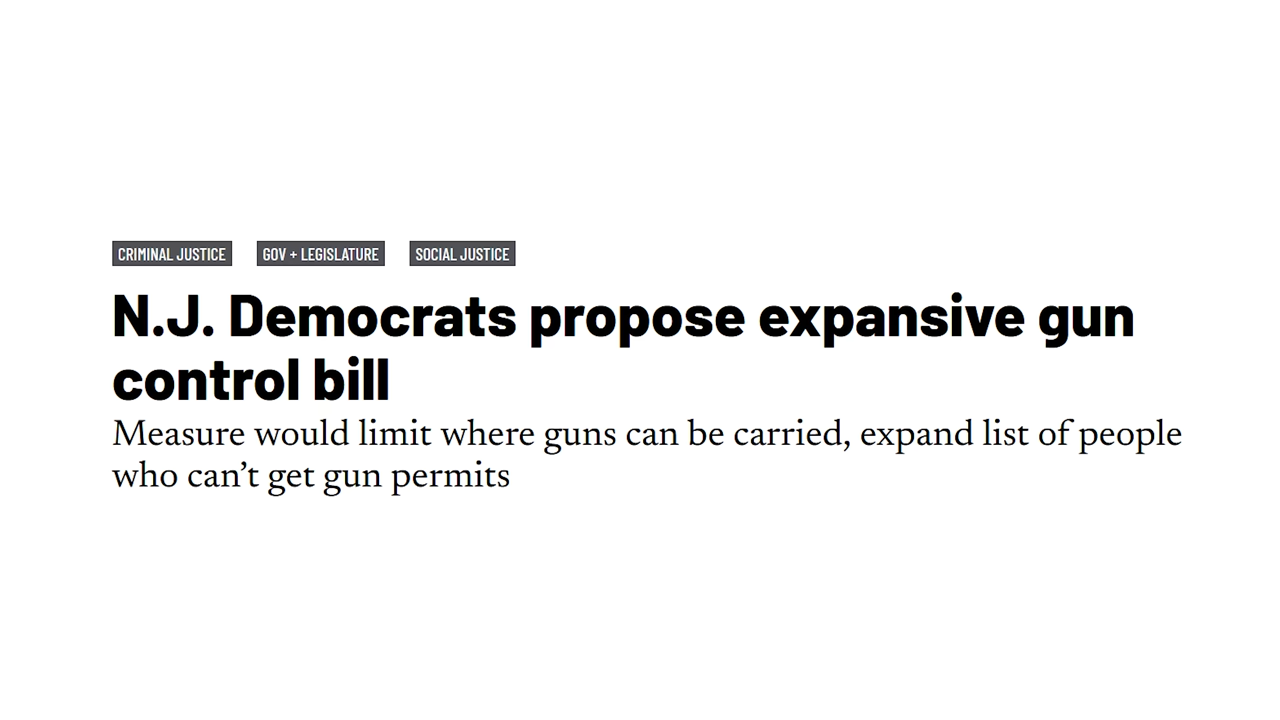 CRIMINAL JUSTICE GOV + LEGISLATURE SOCIAL JUSTICE
N.J. Democrats propose expansive gun
control bill
Measure would limit where guns can be carried, expand list of people
who can’t get gun permits